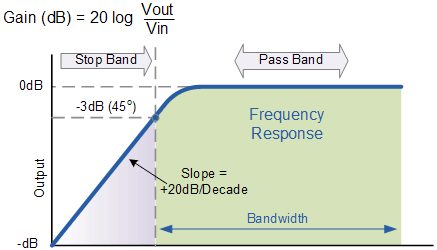 Gain (dB) = 20 log Vout
Vin
Stop Band
Pass Band
0dB
-3dB (45°)
Frequency
Response
Slope =
+20dB/Decade
Output
Bandwidth
-dB